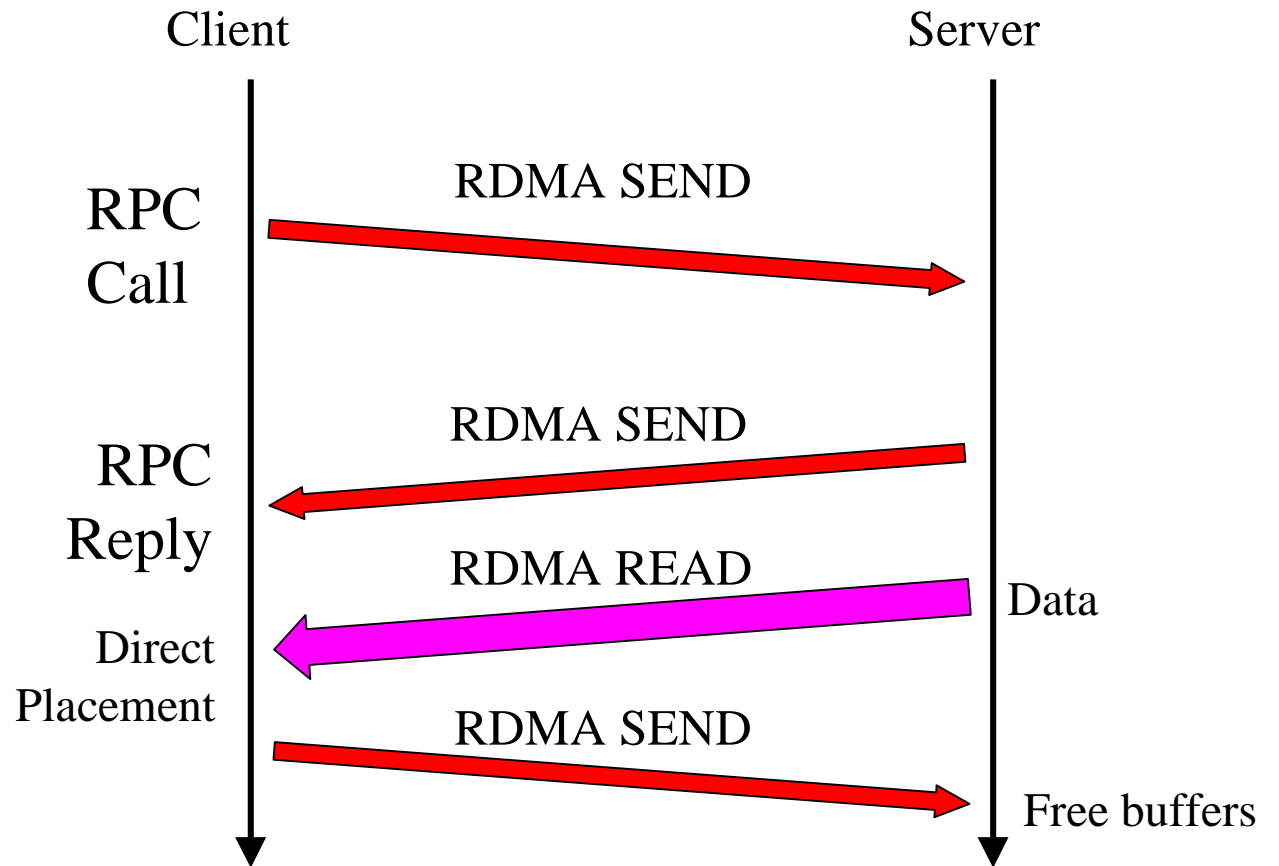 Client
Server
RDMA SEND
RPC
Call
RDMA SEND
RPC
Reply
RDMA READ
Data
Direct
Placement
RDMA SEND
Free buffers